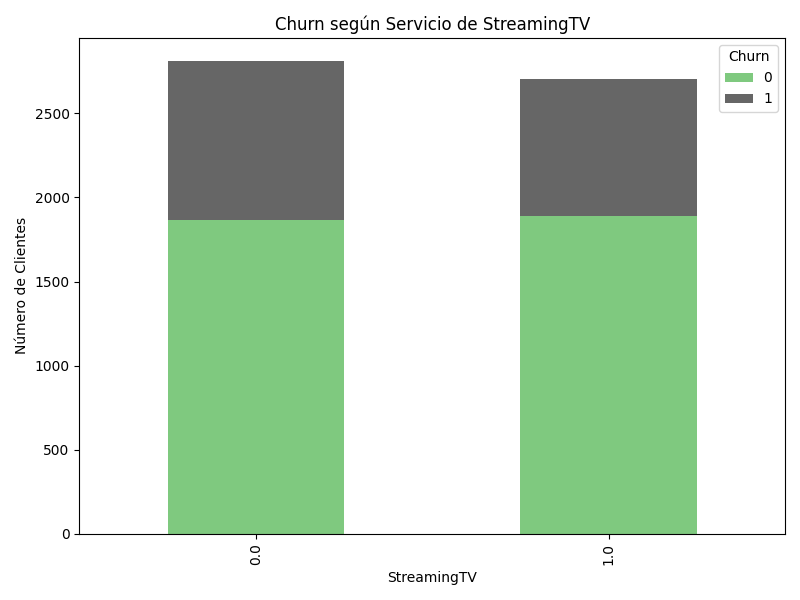 Churn según Servicio de StreamingTV
Churn
0
1
2500
2000
1500
1000
500
0
Número de Clientes
0.0
1.0
StreamingTV